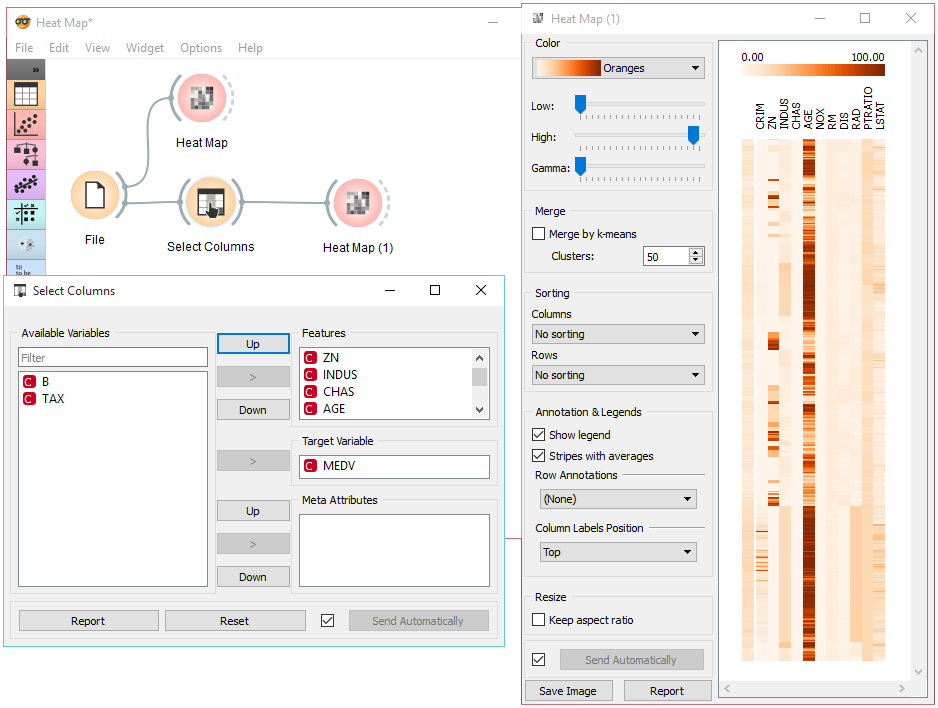 Heat Map*
File Edit View Widget Options Help
»
Heat Map
File
Select Columns
Heat Map (1)
to
to be
Select Columns
Available Variables
Filter
C B
C TAX
Up
>
Down
>
Up
>
Down
Features
C ZN
C INDUS
C CHAS
C AGE
Target Variable
C MEDV
Meta Attributes
Report Reset Send Automatically
Heat Map (1)
Color
Oranges
Low:
High:
Gamma:
Merge
Merge by k-means
Clusters: 50
Sorting
Columns
No sorting
Rows
No sorting
Annotation & Legends
Show legend
Stripes with averages
Row Annotations
(None)
Column Labels Position
Top
Resize
Keep aspect ratio
Send Automatically
Save Image Report
0.00 100.00
CRIM
ZN
INDUS
CHAS
AGE
NOX
RM
DIS
RAD
PTRATIO
LSTAT